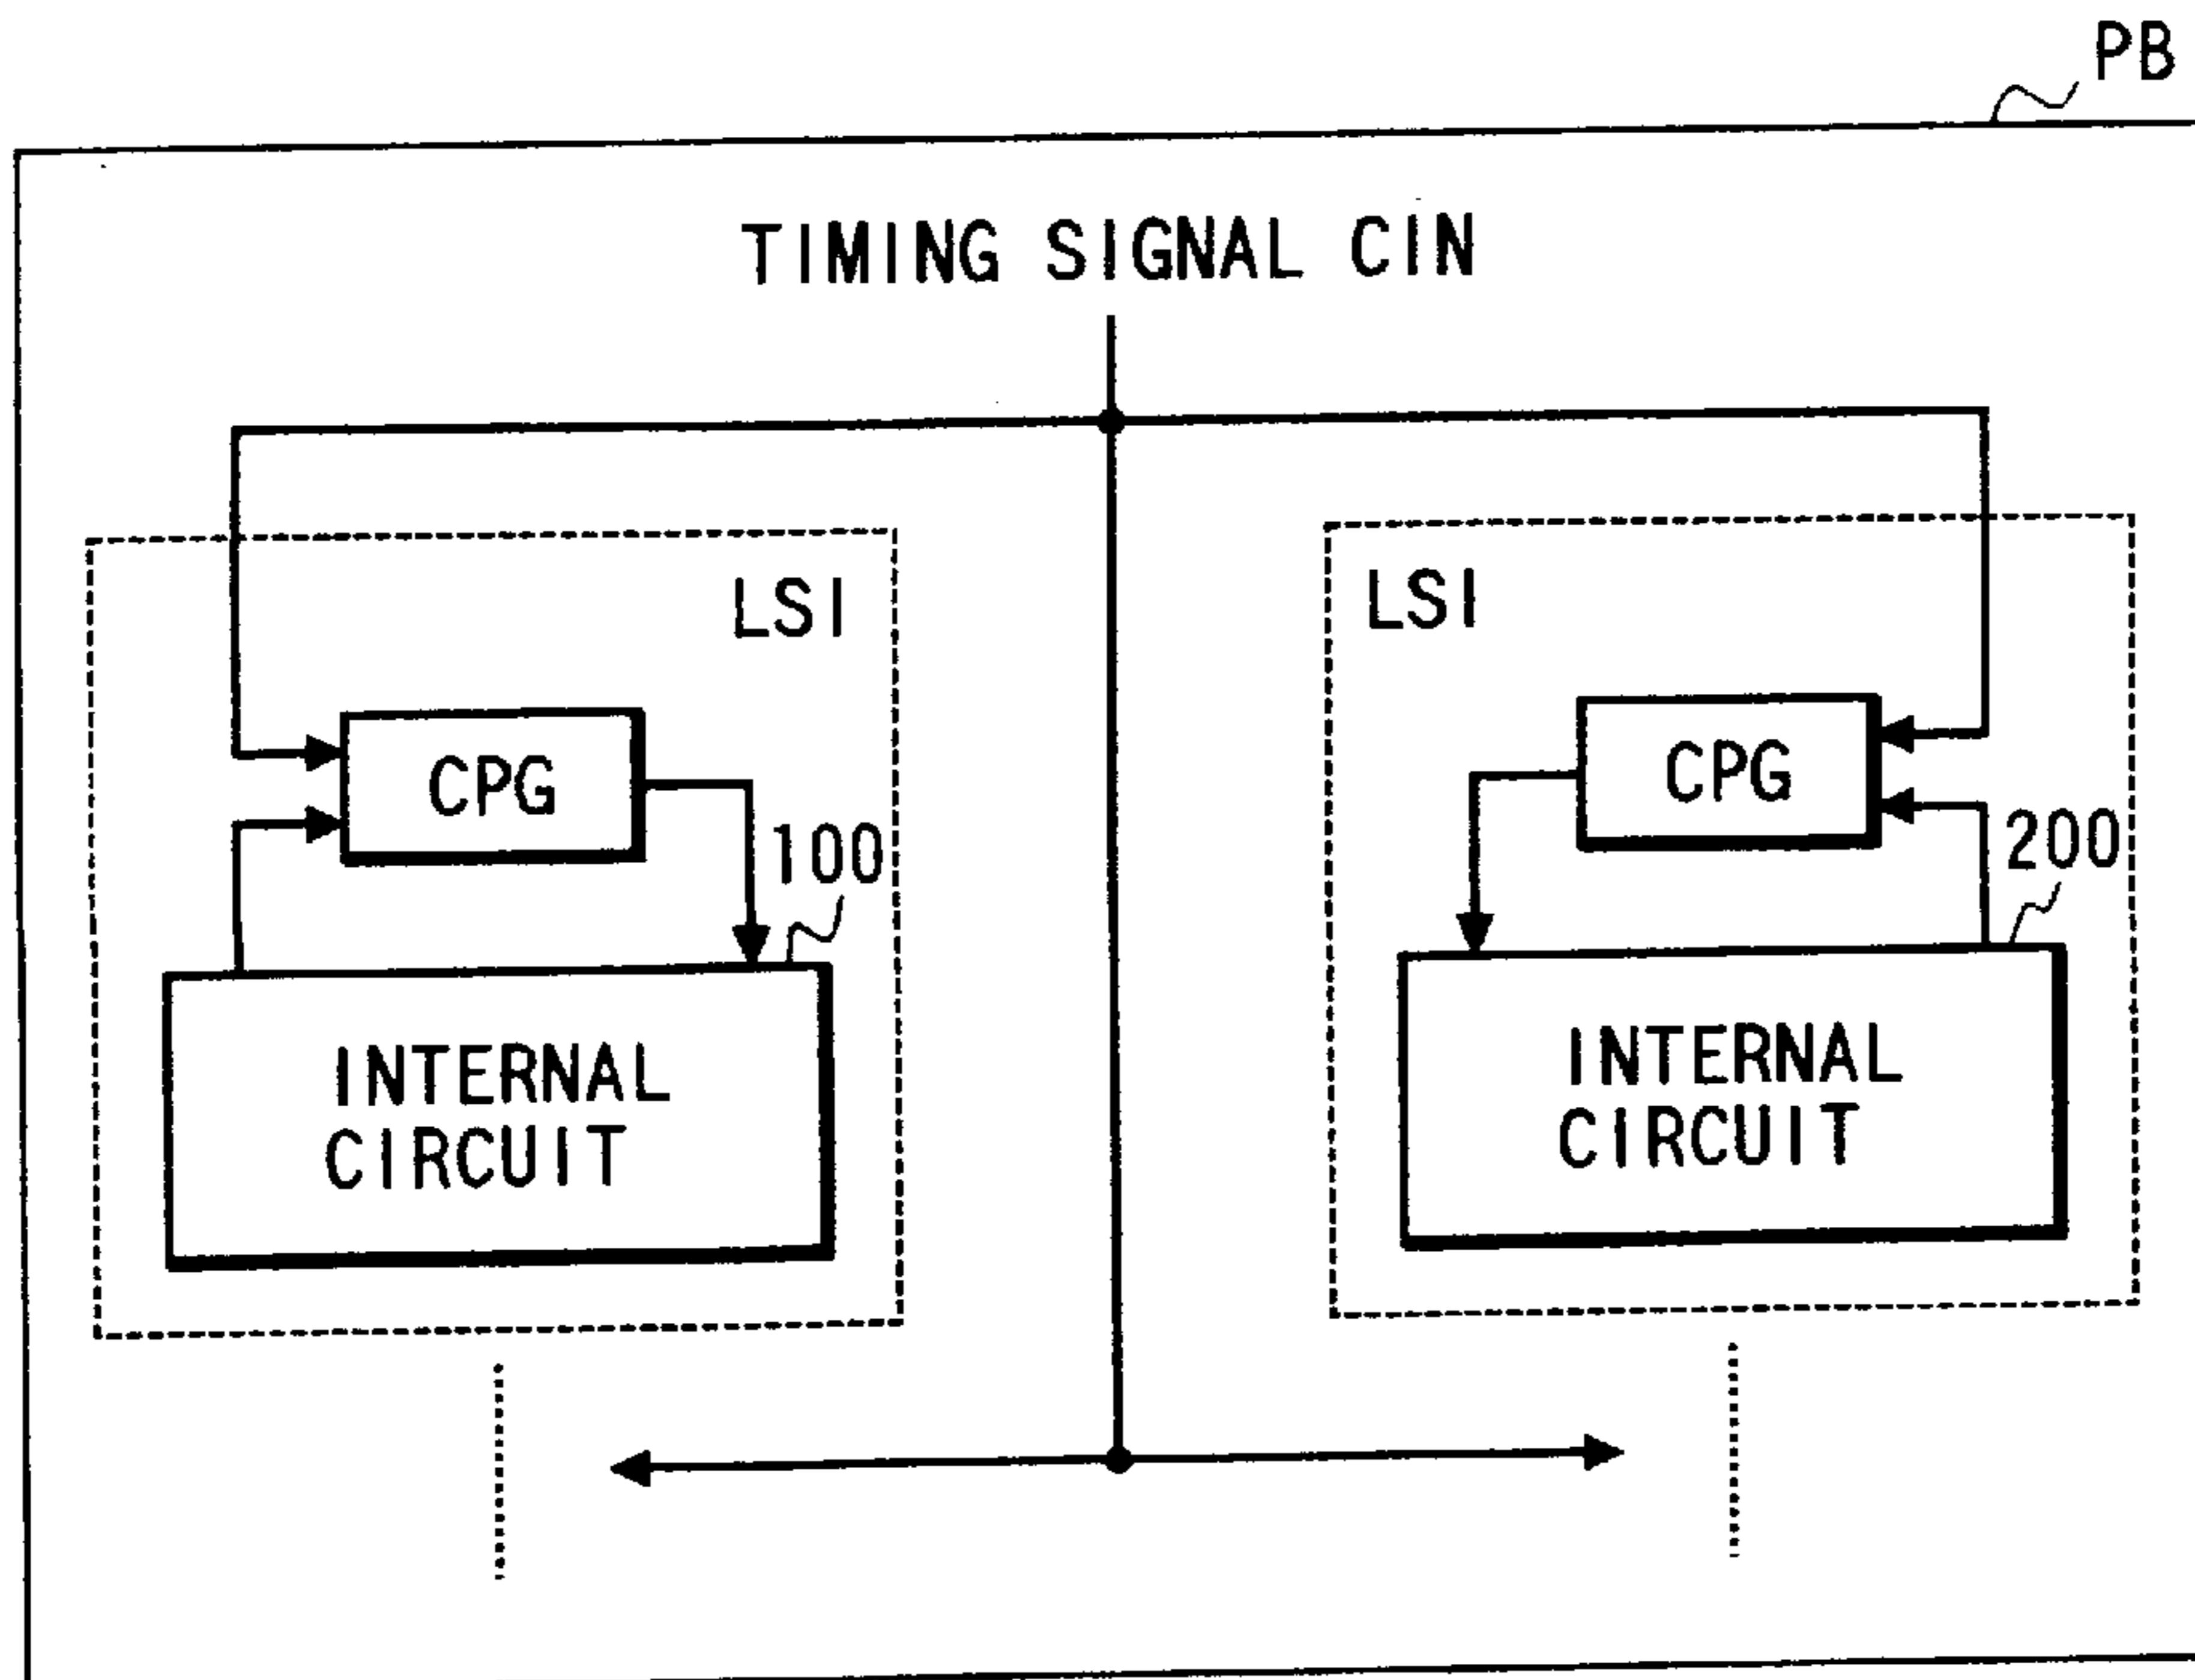 PB
TIMING SIGNAL CIN
LSI
CPG
100
INTERNAL
CIRCUIT
LSI
CPG
200
INTERNAL
CIRCUIT